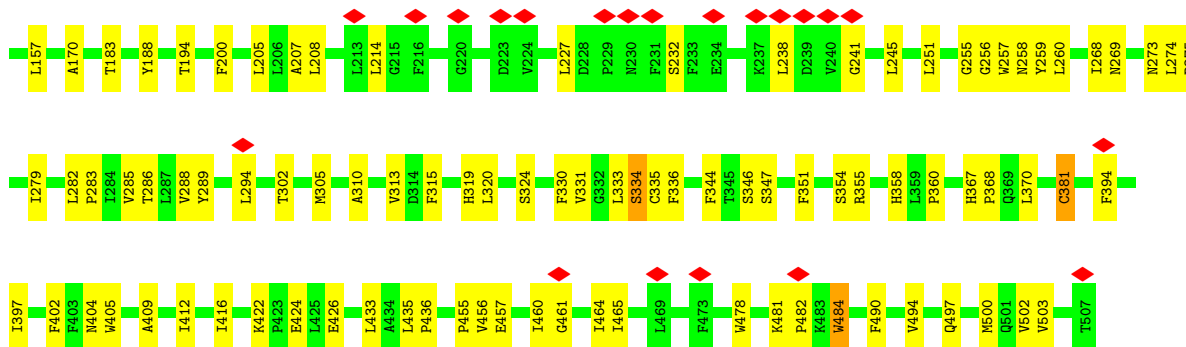 L157 A170 T183 Y188 T194 F200 L205 L206 A207 L208 L213 L214 G215 F216 G220 D223 V224 L227 D228 P229 N230 F231 S232 F233 E234 K237 L238 D239 V240 G241 L245 L251 G255 G256 W257 N258 Y259 L260 I268 N269 N273 L274
I279 L282 P283 I284 V285 T286 L287 V288 Y289 L294 T302 M305 A310 V313 D314 F315 H319 L320 S324 F330 V331 G332 L333 S334 C335 F336 F344 T345 S346 S347 F351 S354 R355 H358 L359 P360 H367 P368 Q369 L370 C381 F394
I397 F402 F403 N404 W405 A409 I412 I416 K422 P423 E424 L425 E426 L433 A434 L435 P436 P455 V456 E457 I460 G461 I464 I465 L469 F473 W478 K481 P482 K483 W484 F490 V494 Q497 M500 Q501 V502 V503 T507